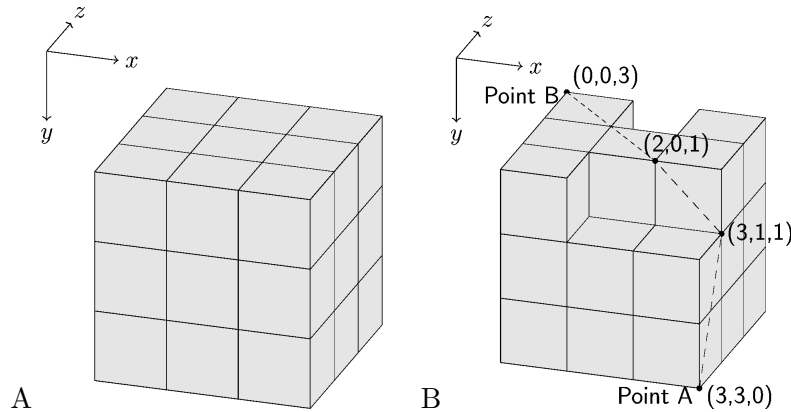 z
x
y
A
z
x
y
(0,0,3)
Point B
(2,0,1)
(3,1,1)
Point A (3,3,0)
B